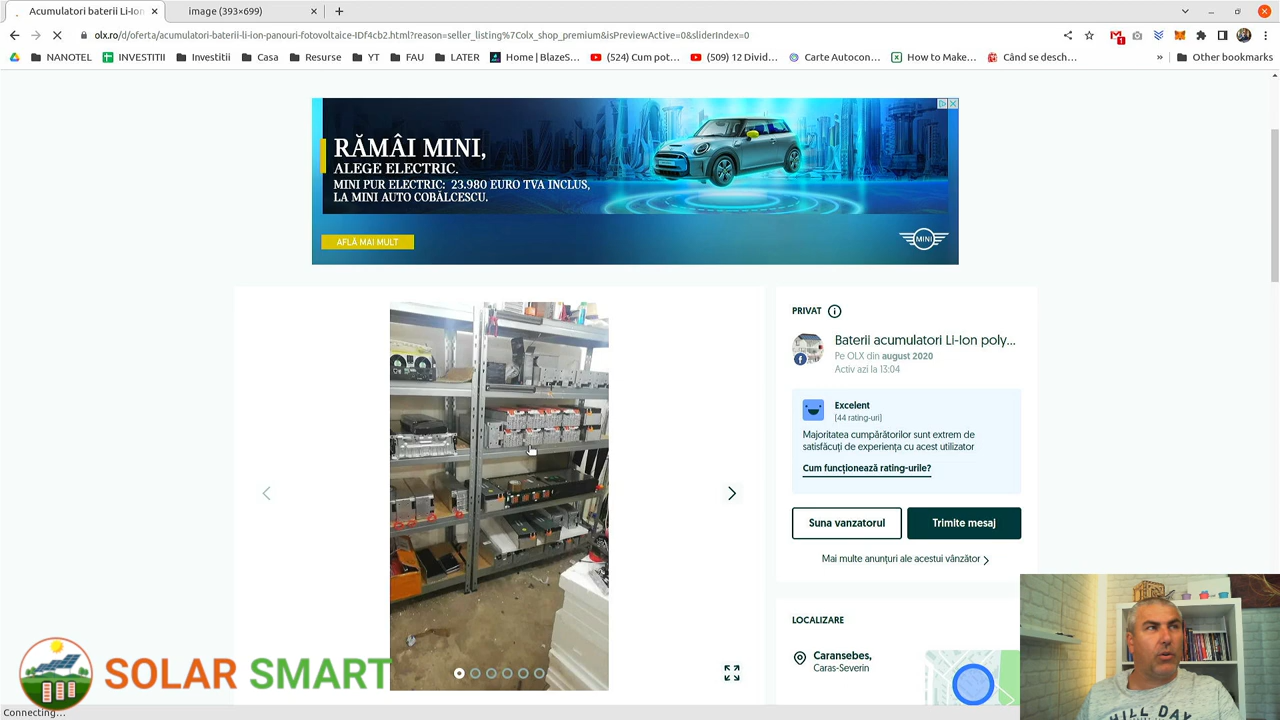 Acumulatori baterii Li-Ion
image (393×699)
olx.ro/d/oferta/acumulatori-baterii-li-ion-panouri-fotovoltaice-IDf4cb2.html?reason=seller_listing%7Colx_shop_premium&isPreviewActive=0&sliderIndex=0
1
NANOTEL
INVESTITII
Investitii
Casa
Resurse
YT
FAU
LATER
Home | BlazeS...
(524) Cum pot...
(509) 12 Divid...
Carte Autocon...
How to Make...
Când se desch...
»
Other bookmarks
RĂMÂI MINI,
ALEGE ELECTRIC.
MINI PUR ELECTRIC: 23.980 EURO TVA INCLUS,
LA MINI AUTO COBĂLCESCU.
AFLĂ MAI MULT
MINI
PRIVAT
Baterii acumulatori Li-Ion poly...
Pe OLX din august 2020
Activ azi la 13:04
Excelent
(44 rating-uri)
Majoritatea cumpărătorilor sunt extrem de
satisfăcuți de experiența cu acest utilizator
Cum funcționează rating-urile?
Suna vanzatorul
Trimite mesaj
Mai multe anunțuri ale acestui vânzător
LOCALIZARE
Caransebes,
Caras-Severin
SOLAR SMART
HILL DAY
Connecting...